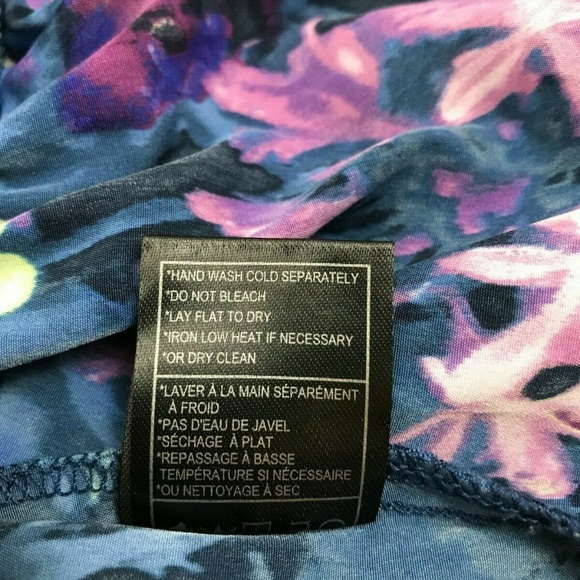 *HAND WASH COLD SEPARATELY
*DO NOT BLEACH
*LAY FLAT TO DRY
*IRON LOW HEAT IF NECESSARY
*OR DRY CLEAN
*LAVER À LA MAIN SÉPARÉMENT
À FROID
*PAS D'EAU DE JAVEL
*SÉCHAGE À PLAT
*REPASSAGE À BASSE
TEMPÉRATURE SI NÉCESSAIRE
*OU NETTOYAGE À SEC